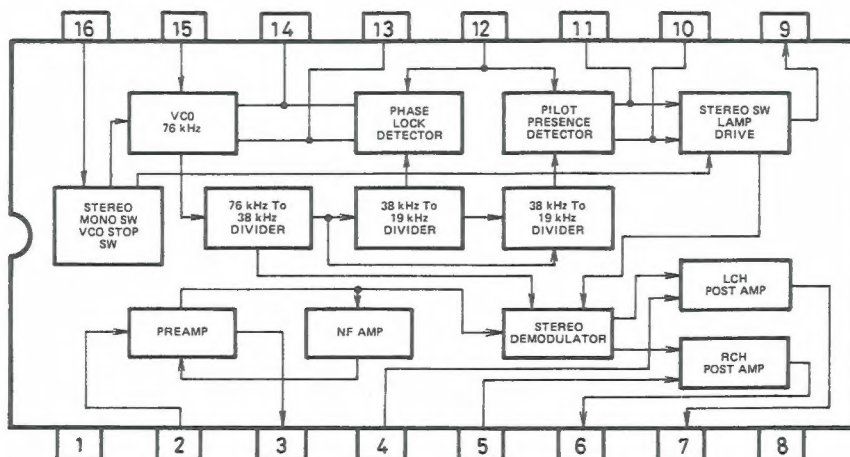 16 15 14 13 12 11 10 9
VCO
76 kHz
PHASE
LOCK
DETECTOR
PILOT
PRESENCE
DETECTOR
STEREO SW
LAMP
DRIVE
STEREO
MONO SW
VCO STOP
SW
76 kHz To
38 kHz
DIVIDER
38 kHz To
19 kHz
DIVIDER
38 kHz To
19 kHz
DIVIDER
PREAMP
NF AMP
STEREO
DEMODULATOR
LCH
POST AMP
RCH
POST AMP
1 2 3 4 5 6 7 8